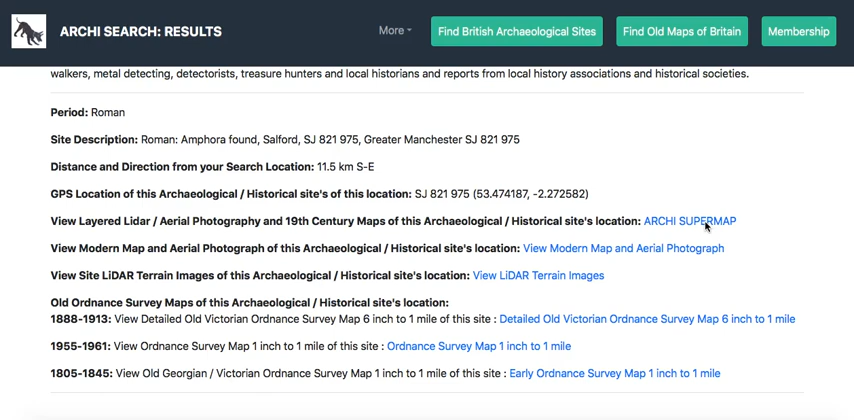 ARCHI SEARCH: RESULTS
More
Find British Archaeological Sites
Find Old Maps of Britain
Membership
walkers, metal detecting, detectorists, treasure hunters and local historians and reports from local history associations and historical societies.
Period: Roman
Site Description: Roman: Amphora found, Salford, SJ 821 975, Greater Manchester SJ 821 975
Distance and Direction from your Search Location: 11.5 km S-E
GPS Location of this Archaeological / Historical site's of this location: SJ 821 975 (53.474187, -2.272582)
View Layered Lidar / Aerial Photography and 19th Century Maps of this Archaeological / Historical site's location: ARCHI SUPERMAP
View Modern Map and Aerial Photograph of this Archaeological / Historical site's location: View Modern Map and Aerial Photograph
View Site LiDAR Terrain Images of this Archaeological / Historical site's location: View LiDAR Terrain Images
Old Ordnance Survey Maps of this Archaeological / Historical site's location:
1888-1913: View Detailed Old Victorian Ordnance Survey Map 6 inch to 1 mile of this site : Detailed Old Victorian Ordnance Survey Map 6 inch to 1 mile
1955-1961: View Ordnance Survey Map 1 inch to 1 mile of this site : Ordnance Survey Map 1 inch to 1 mile
1805-1845: View Old Georgian / Victorian Ordnance Survey Map 1 inch to 1 mile of this site : Early Ordnance Survey Map 1 inch to 1 mile